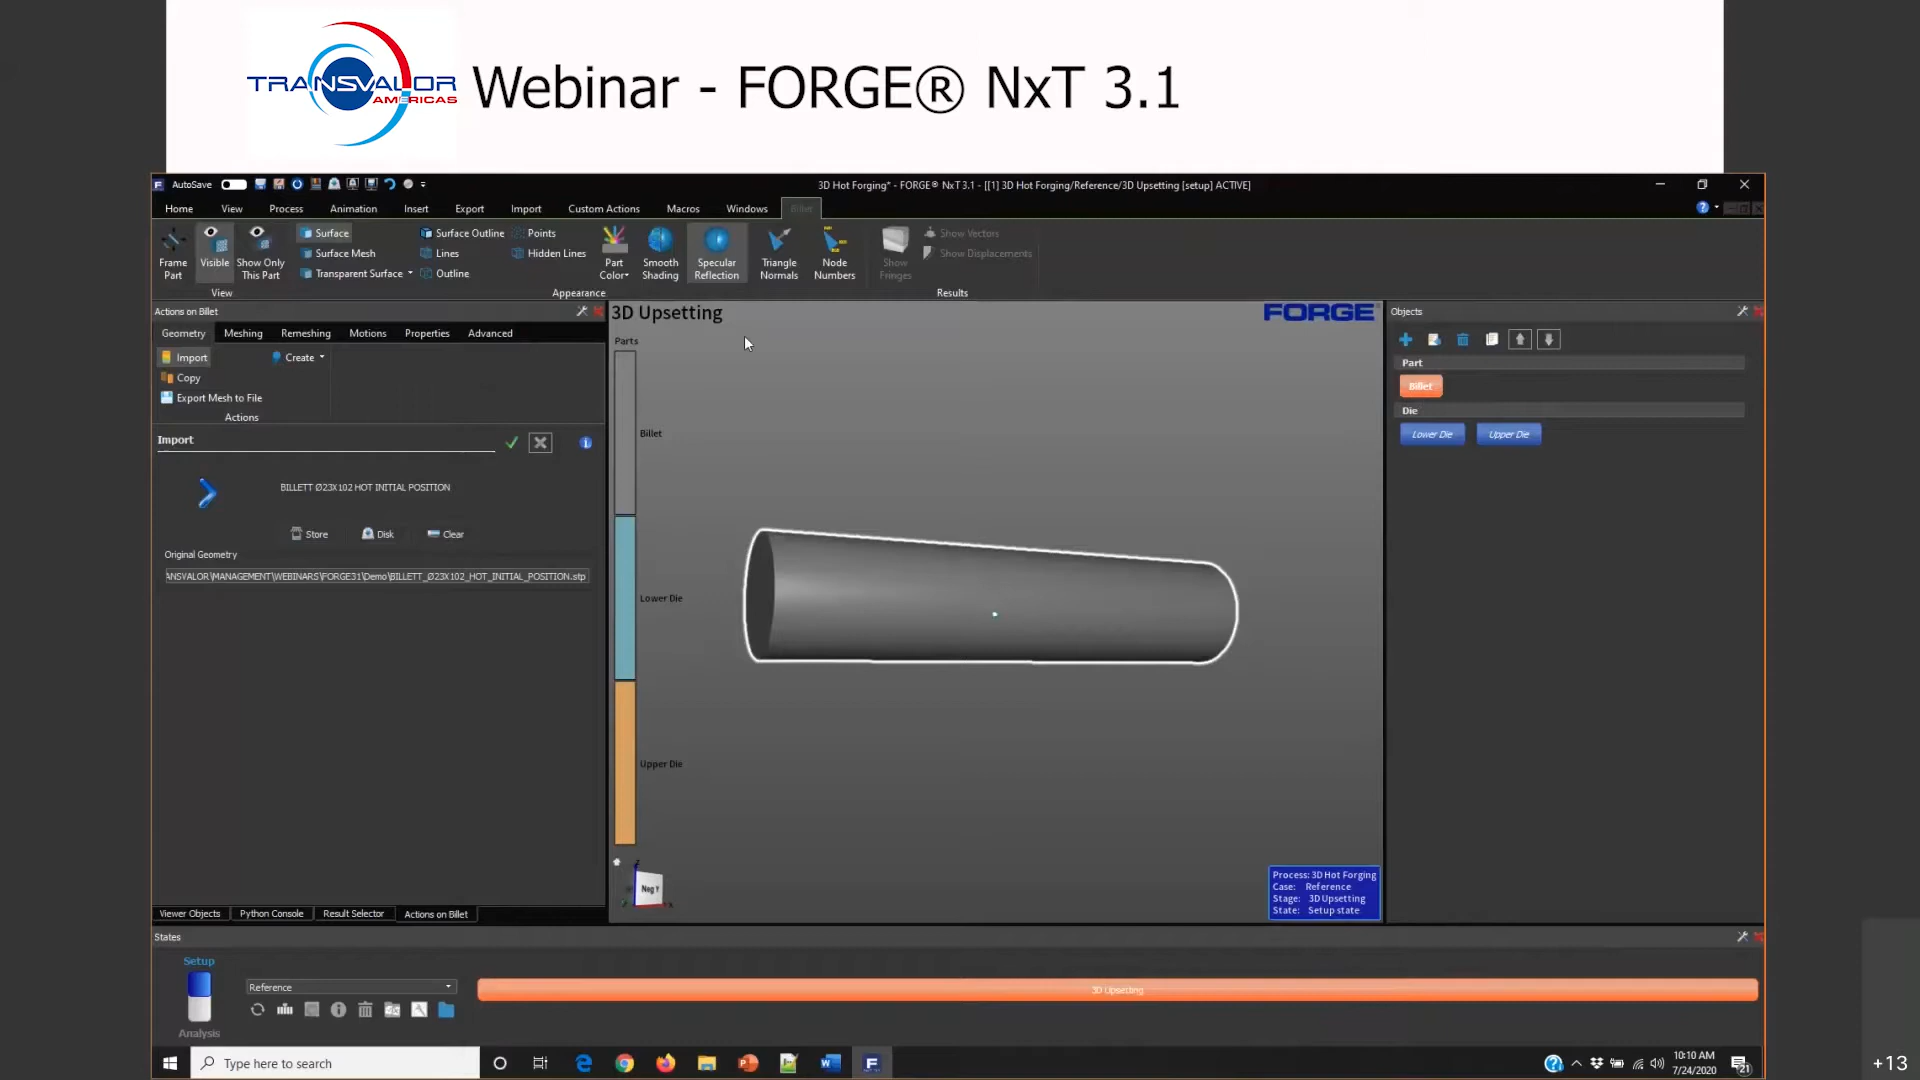 TRANSVALOR
AMERICAS
Webinar - FORGE® NxT 3.1
AutoSave
3D Hot Forging* - FORGE® NxT 3.1 - [[1] 3D Hot Forging/Reference/3D Upsetting [setup] ACTIVE)
Home View Process Animation Insert Export Import Custom Actions Macros Windows Billet
Frame Part
Visible
Show Only This Part
Surface
Surface Mesh
Transparent Surface
Surface Outline
Lines
Outline
Points
Hidden Lines
Part Color
Smooth Shading
Specular Reflection
Triangle Normals
Node Numbers
Show Fringes
Show Vectors
Show Displacements
View Appearance Results
Actions on Billet
Geometry Meshing Remeshing Motions Properties Advanced
Import Create
Copy
Export Mesh to File
Actions
Import
BILLETT Ø23X102 HOT INITIAL POSITION
Store Disk Clear
Original Geometry
ANSVALOR\MANAGEMENT\WEBINARS\FORGE31\Demo\BILLETT_Ø23X102_HOT_INITIAL_POSITION.stp
3D Upsetting
FORGE
Parts
Billet
Lower Die
Upper Die
Z
Neg Y
X
Process: 3D Hot Forging
Case: Reference
Stage: 3D Upsetting
State: Setup state
Objects
Part
Billet
Die
Lower Die Upper Die
Viewer Objects Python Console Result Selector Actions on Billet
States
Setup
Analysis
Reference
3D Upsetting
Type here to search
10:10 AM
7/24/2020
21
+13